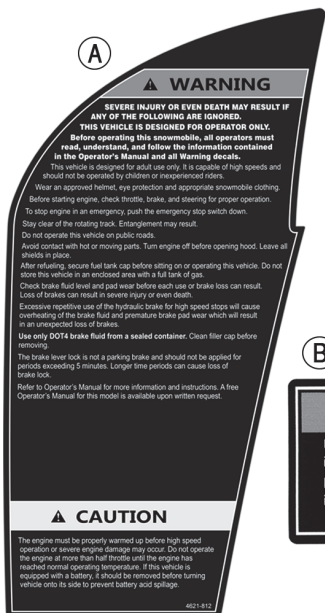 A
WARNING
SEVERE INJURY OR EVEN DEATH MAY RESULT IF
ANY OF THE FOLLOWING ARE IGNORED.
THIS VEHICLE IS DESIGNED FOR OPERATOR ONLY.
Before operating this snowmobile, all operators must
read, understand, and follow the information contained
in the Operator's Manual and all Warning decals.
This vehicle is designed for adult use only. It is capable of high speeds and
should not be operated by children or inexperienced riders.
Wear an approved helmet, eye protection and appropriate snowmobile clothing.
Before starting engine, check throttle, brake, and steering for proper operation.
To stop engine in an emergency, push the emergency stop switch down.
Stay clear of the rotating track. Entanglement may result.
Do not operate this vehicle on public roads.
Avoid contact with hot or moving parts. Turn engine off before opening hood. Leave all
shields in place.
After refueling, secure fuel tank cap before sitting on or operating this vehicle. Do not
store this vehicle in an enclosed area with a full tank of gas.
Check brake fluid level and pad wear before each use or brake loss can result.
Loss of brakes can result in severe injury or even death.
Excessive repetitive use of the hydraulic brake for high speed stops will cause
overheating of the brake fluid and premature brake pad wear which will result
in an unexpected loss of brakes.
Use only DOT4 brake fluid from a sealed container. Clean filler cap before
removing.
The brake lever lock is not a parking brake and should not be applied for
periods exceeding 5 minutes. Longer time periods can cause loss of
brake lock.
Refer to Operator's Manual for more information and instructions. A free
Operator's Manual for this model is available upon written request.
B
CAUTION
The engine must be properly warmed up before high speed
operation or severe engine damage may occur. Do not operate
the engine at more than half throttle until the engine has
reached normal operating temperature. If this vehicle is
equipped with a battery, it should be removed before turning
vehicle onto its side to prevent battery acid spillage.
4621-812